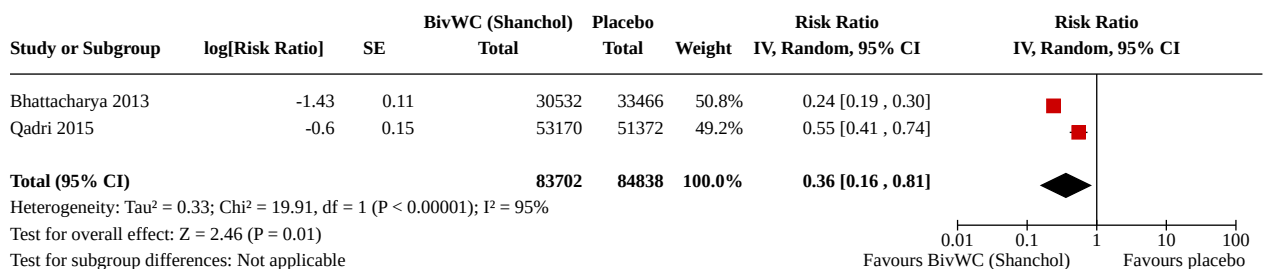 BivWC (Shanchol) Placebo Risk Ratio Risk Ratio
Study or Subgroup log[Risk Ratio] SE Total Total Weight IV, Random, 95% CI IV, Random, 95% CI
Bhattacharya 2013 -1.43 0.11 30532 33466 50.8% 0.24 [0.19 , 0.30]
Qadri 2015 -0.6 0.15 53170 51372 49.2% 0.55 [0.41 , 0.74]
Total (95% CI) 83702 84838 100.0% 0.36 [0.16 , 0.81]
Heterogeneity: Tau² = 0.33; Chi² = 19.91, df = 1 (P < 0.00001); I² = 95%
Test for overall effect: Z = 2.46 (P = 0.01)
0.01 0.1 1 10 100
Test for subgroup differences: Not applicable
Favours BivWC (Shanchol) Favours placebo